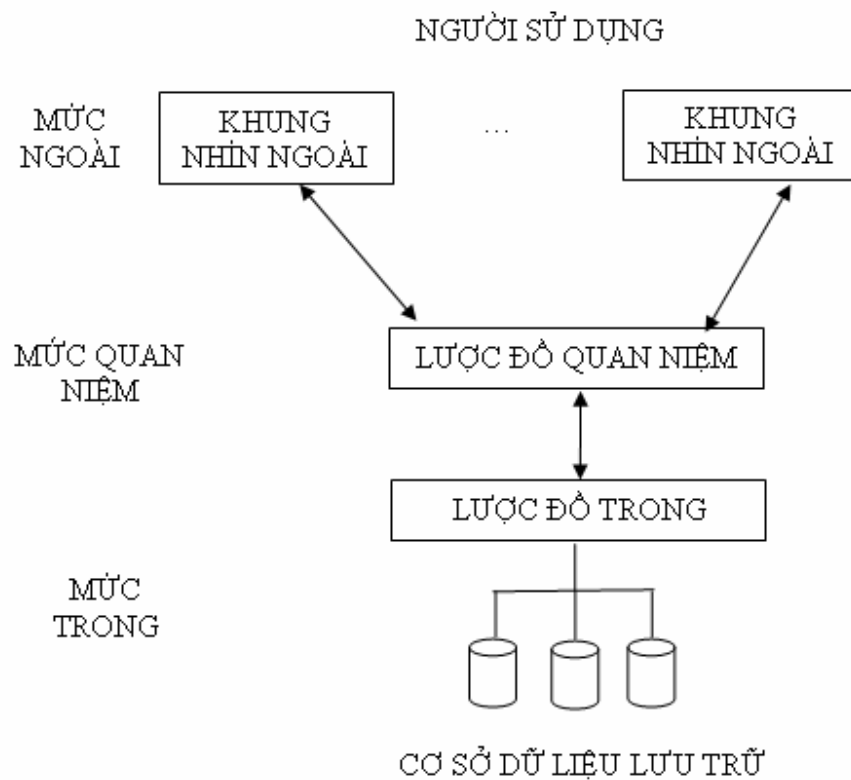 NGƯỜI SỬ DỤNG
MỨC
NGOÀI
KHUNG
NHÌN NGOÀI
...
KHUNG
NHÌN NGOÀI
MỨC QUAN
NIỆM
LƯỢC ĐỒ QUAN NIỆM
LƯỢC ĐỒ TRONG
MỨC
TRONG
CƠ SỞ DỮ LIỆU LƯU TRỮ